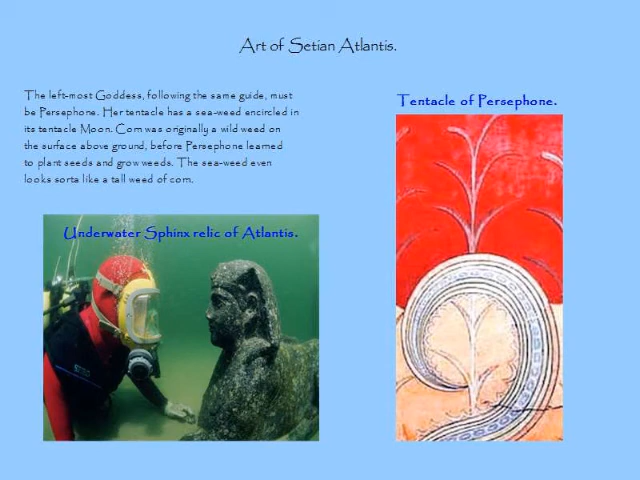 Art of Setian Atlantis.
The left-most Goddess, following the same guide, must
be Persephone. Her tentacle has a sea-weed encircled in
its tentacle Moon. Corn was originally a wild weed on
the surface above ground, before Persephone learned
to plant seeds and grow weeds. The sea-weed even
looks sorta like a tall weed of corn.
Tentacle of Persephone.
Underwater Sphinx relic of Atlantis.